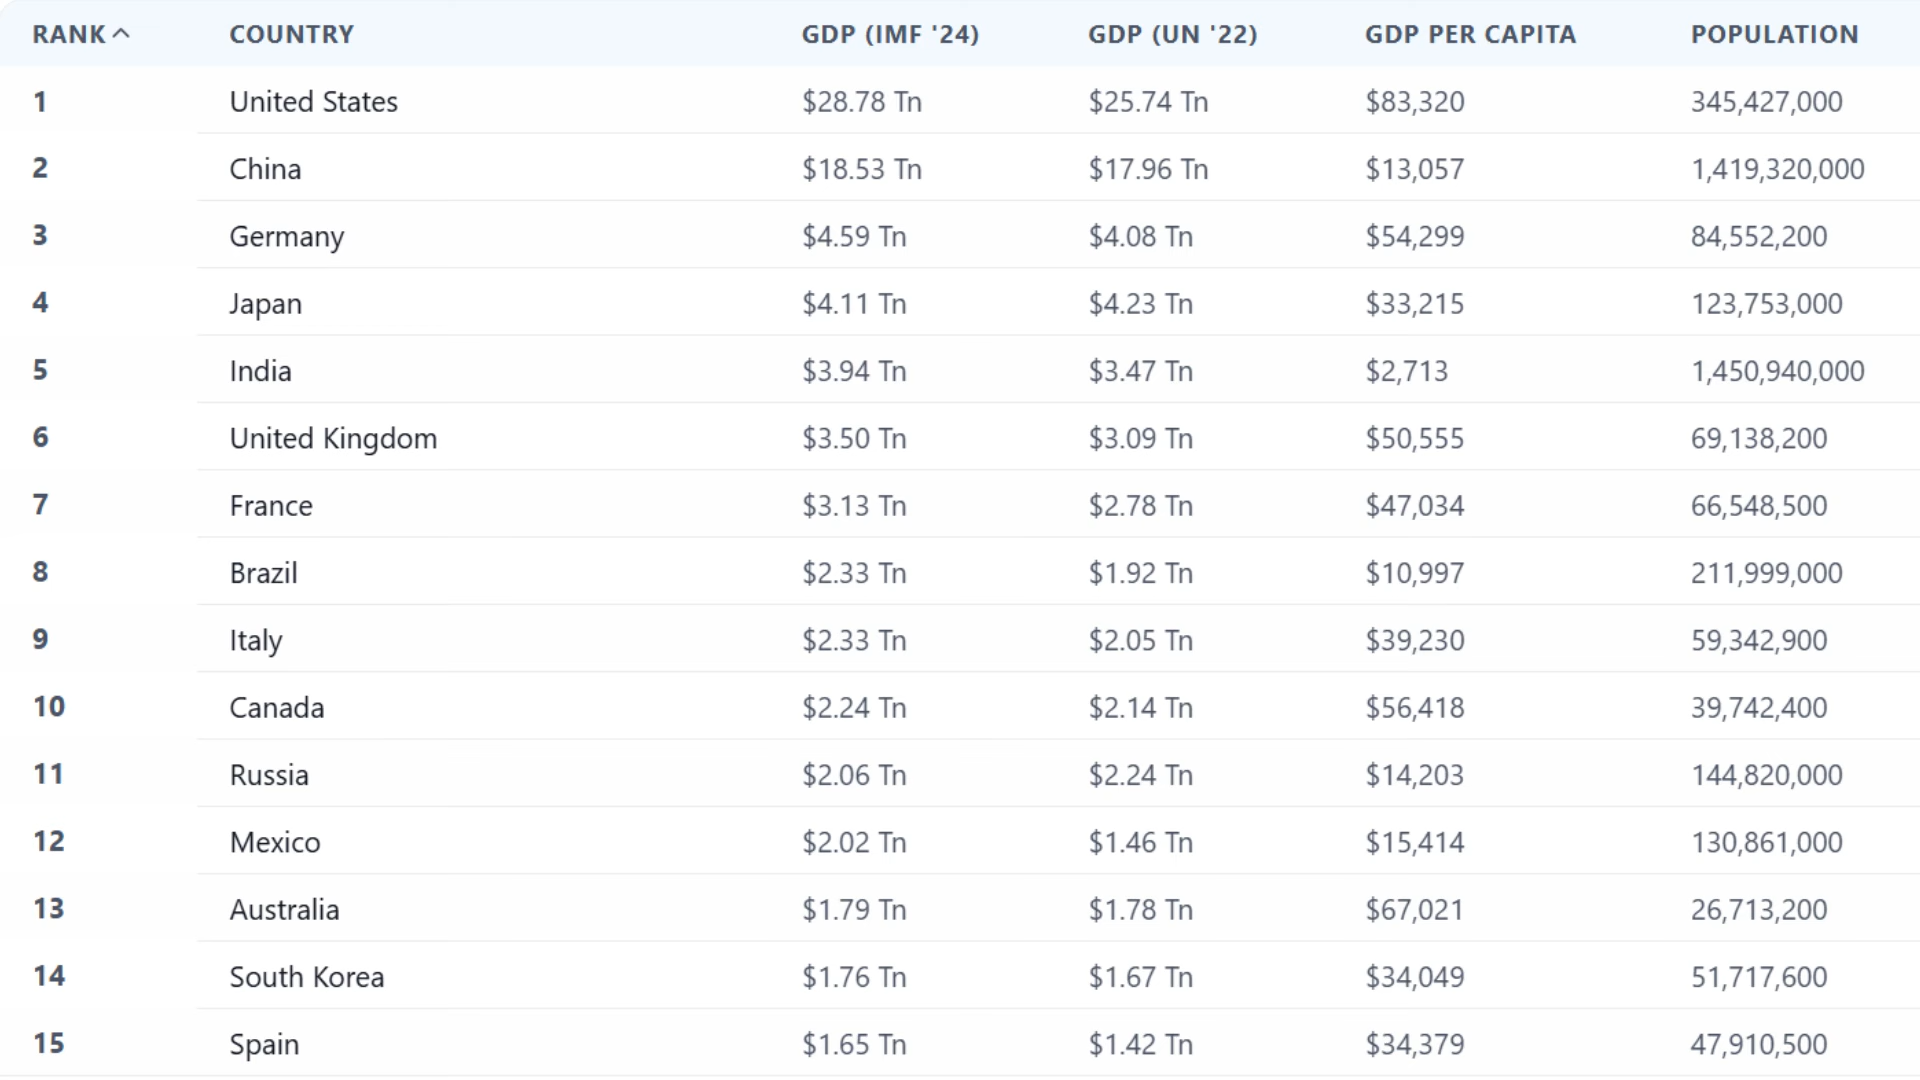 RANK COUNTRY GDP (IMF '24) GDP (UN '22) GDP PER CAPITA POPULATION
1 United States $28.78 Tn $25.74 Tn $83,320 345,427,000
2 China $18.53 Tn $17.96 Tn $13,057 1,419,320,000
3 Germany $4.59 Tn $4.08 Tn $54,299 84,552,200
4 Japan $4.11 Tn $4.23 Tn $33,215 123,753,000
5 India $3.94 Tn $3.47 Tn $2,713 1,450,940,000
6 United Kingdom $3.50 Tn $3.09 Tn $50,555 69,138,200
7 France $3.13 Tn $2.78 Tn $47,034 66,548,500
8 Brazil $2.33 Tn $1.92 Tn $10,997 211,999,000
9 Italy $2.33 Tn $2.05 Tn $39,230 59,342,900
10 Canada $2.24 Tn $2.14 Tn $56,418 39,742,400
11 Russia $2.06 Tn $2.24 Tn $14,203 144,820,000
12 Mexico $2.02 Tn $1.46 Tn $15,414 130,861,000
13 Australia $1.79 Tn $1.78 Tn $67,021 26,713,200
14 South Korea $1.76 Tn $1.67 Tn $34,049 51,717,600
15 Spain $1.65 Tn $1.42 Tn $34,379 47,910,500